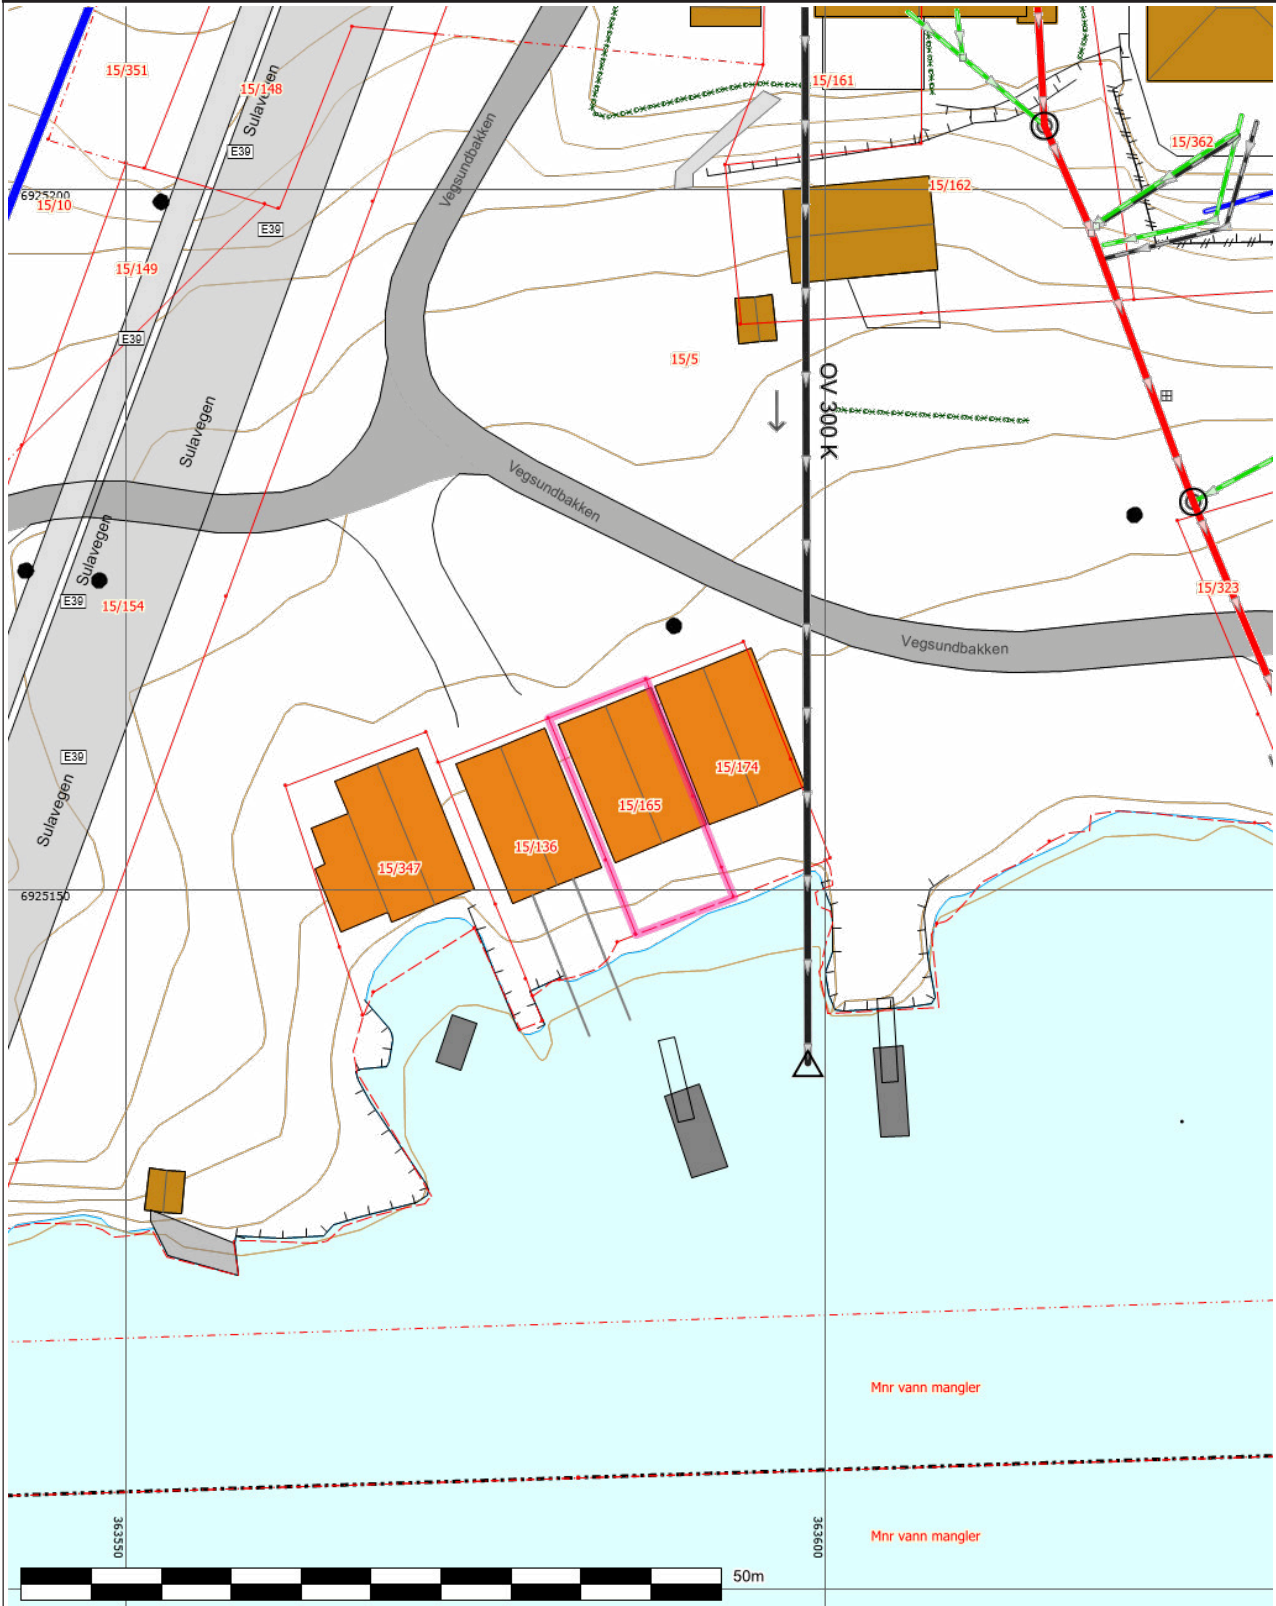 15/351
15/148
Sulavegen
15/161
E39
15/362
Vegsundbakken
15/162
6925200
15/10
E39
15/149
E39
15/5
OV 300 K
Sulavegen
Vegsundbakken
Sulavegen
E39
15/154
15/323
Vegsundbakken
E39
15/174
15/165
Sulavegen
15/136
15/347
6925150
Mnr vann mangler
363550
363600
Mnr vann mangler
50m